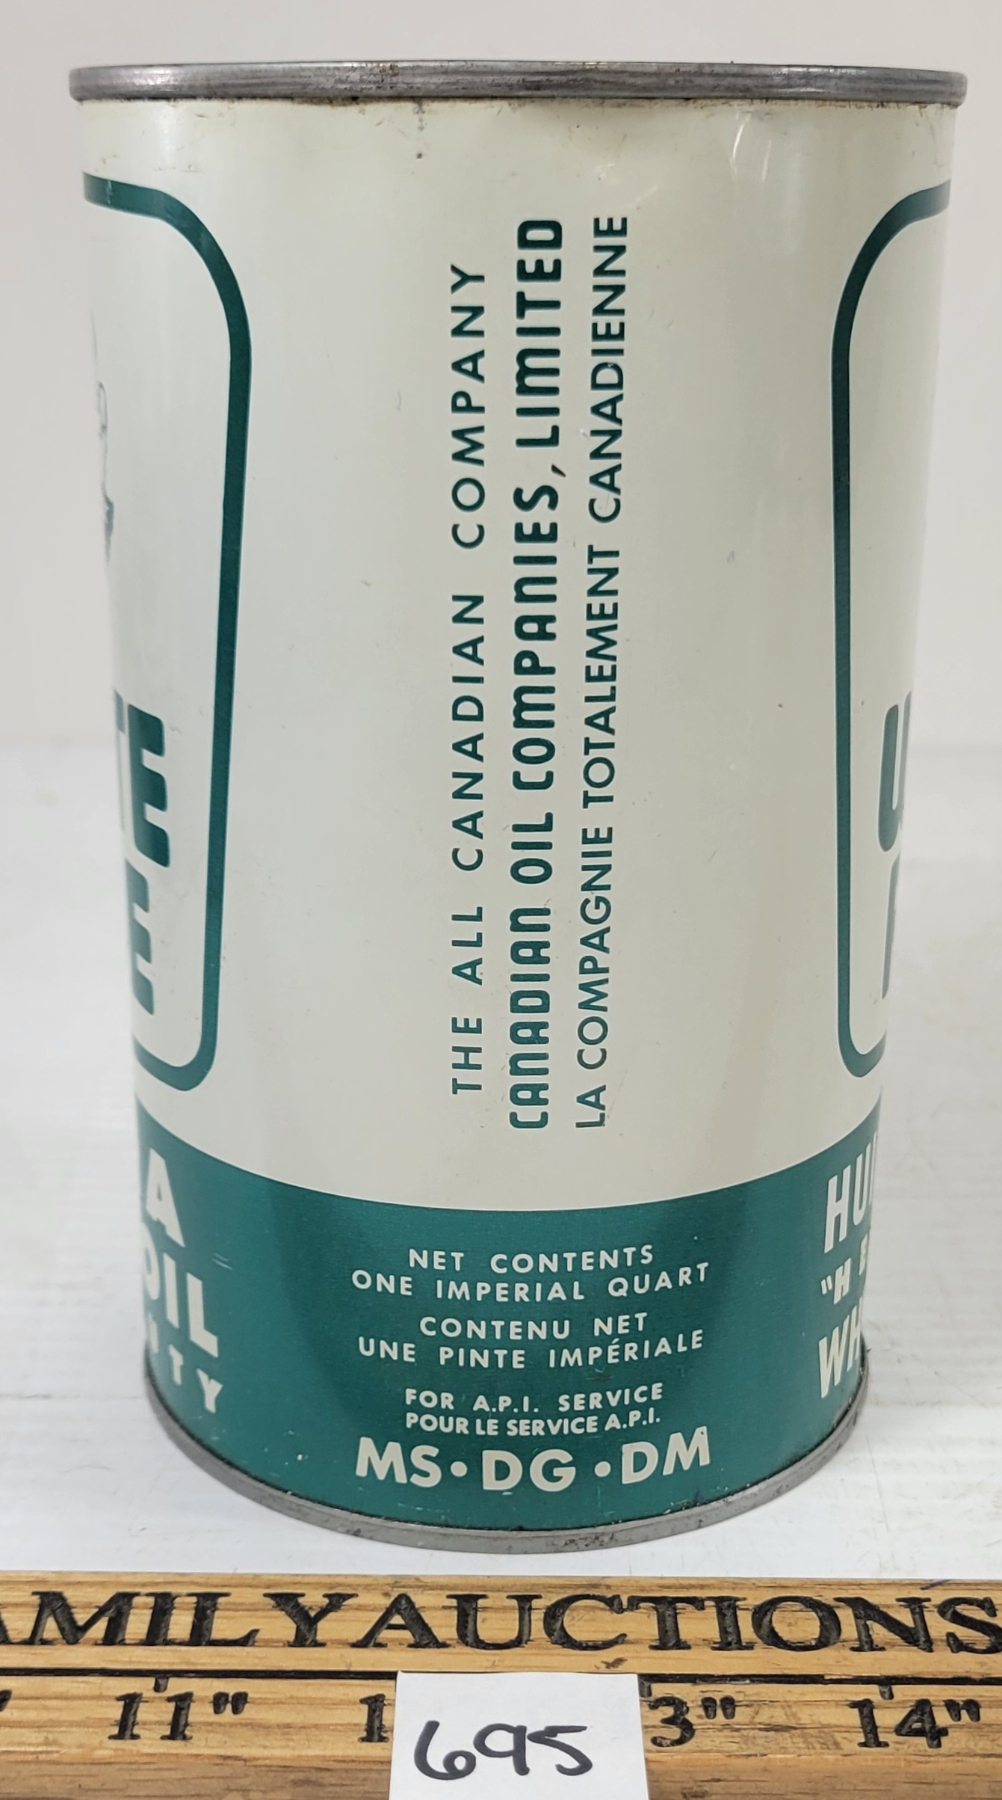 THE ALL CANADIAN COMPANY
CANADIAN OIL COMPANIES, LIMITED
LA COMPAGNIE TOTALEMENT CANADIENNE
OIL
NET CONTENTS
ONE IMPERIAL QUART
CONTENU NET
UNE PINTE IMPÉRIALE
FOR A.P.I. SERVICE
POUR LE SERVICE A.P.I.
MS • DG • DM
AUCTIONS
11" 3" 14"
695